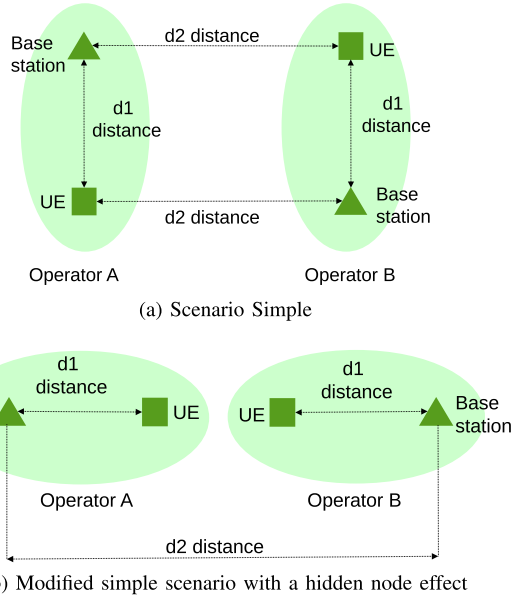 Base
station
d2 distance
UE
d1
distance
d1
distance
UE
d2 distance
Base
station
Operator A
Operator B
(a) Scenario Simple
d1
distance
UE
d1
distance
UE
Base
station
Operator A
Operator B
d2 distance
) Modified simple scenario with a hidden node effect